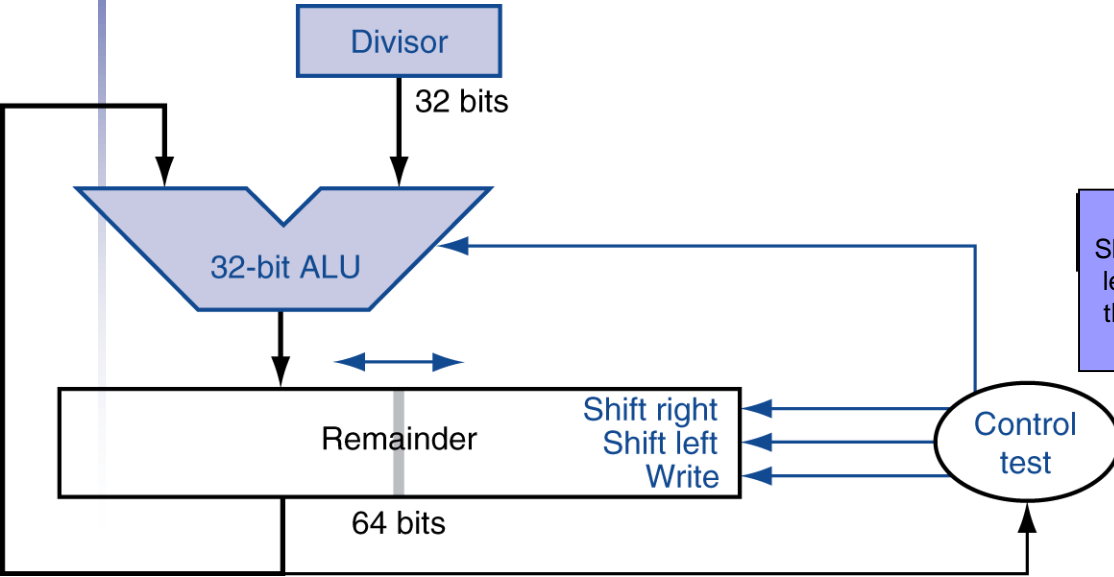 Divisor
32 bits
32-bit ALU
Shift right
Remainder
Shift left
Write
64 bits
Control
test